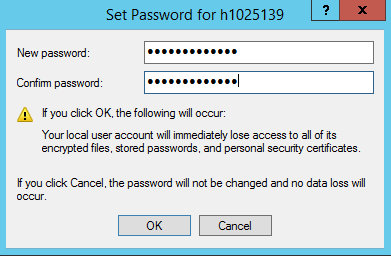 Set Password for h1025139
? x
New password: •••••••••••••
Confirm password: •••••••••••••
If you click OK, the following will occur:
Your local user account will immediately lose access to all of its
encrypted files, stored passwords, and personal security certificates.
If you click Cancel, the password will not be changed and no data loss will
occur.
OK Cancel